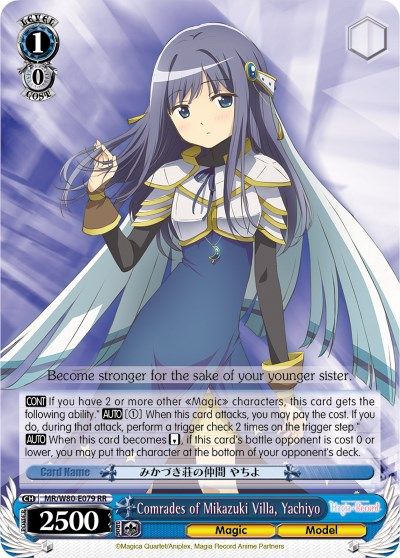 LEVEL
1
0
COST
Become stronger for the sake of your younger sister.
CONT If you have 2 or more other «Magic» characters, this card gets the
following ability." AUTO [①] When this card attacks, you may pay the cost. If you
do, during that attack, perform a trigger check 2 times on the trigger step."
AUTO When this card becomes [ ], if this card's battle opponent is cost 0 or
lower, you may put that character at the bottom of your opponent's deck.
Card Name
みかづき荘の仲間 やちよ
CH MR/W80-E079 RR
Comrades of Mikazuki Villa, Yachiyo
POWER
2500
Magic
Model
©Magica Quartet/Aniplex, Magia Record Anime Partners